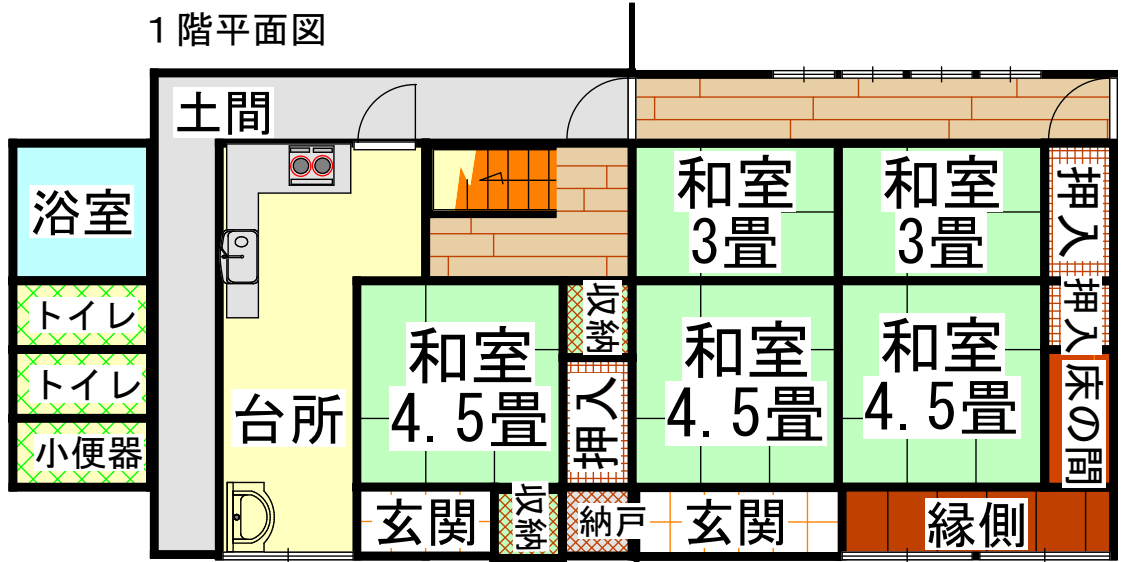 1階平面図
土間
浴室
和室
3畳
和室
3畳
押入
トイレ
収納
押入
和室
4.5畳
和室
4.5畳
和室
4.5畳
トイレ
押入
床の間
台所
小便器
玄関
収納
納戸
玄関
縁側